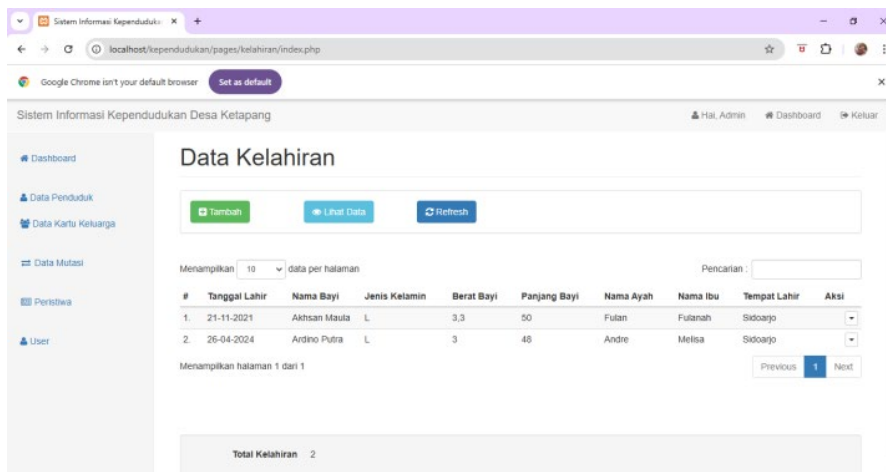 Sistem Informasi Kependuduka
localhost/kependudukan/pages/kelahiran/index.php
Google Chrome isn't your default browser Set as default
Sistem Informasi Kependudukan Desa Ketapang Hai, Admin Dashboard Keluar
Dashboard
Data Penduduk
Data Kartu Keluarga
Data Mutasi
Peristiwa
User
Data Kelahiran
Tambah Lihat Data Refresh
Menampilkan 10 data per halaman Pencarian :
# Tanggal Lahir Nama Bayi Jenis Kelamin Berat Bayi Panjang Bayi Nama Ayah Nama Ibu Tempat Lahir Aksi
1. 21-11-2021 Akhsan Maula L 3,3 50 Fulan Fulanah Sidoarjo
2. 26-04-2024 Ardino Putra L 3 48 Andre Melisa Sidoarjo
Menampilkan halaman 1 dari 1 Previous 1 Next
Total Kelahiran 2